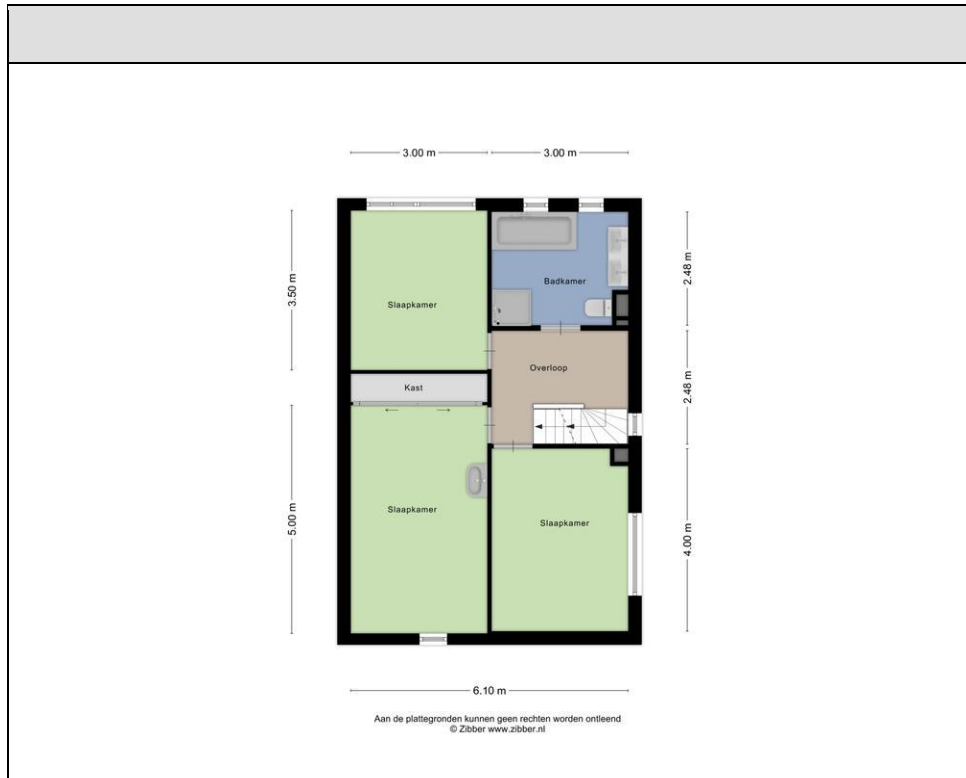 3.00 m
3.00 m
3.50 m
2.48 m
Badkamer
Slaapkamer
Overloop
2.48 m
Kast
5.00 m
Slaapkamer
Slaapkamer
4.00 m
6.10 m
Aan de plattegronden kunnen geen rechten worden ontleend
© Zibber www.zibber.nl